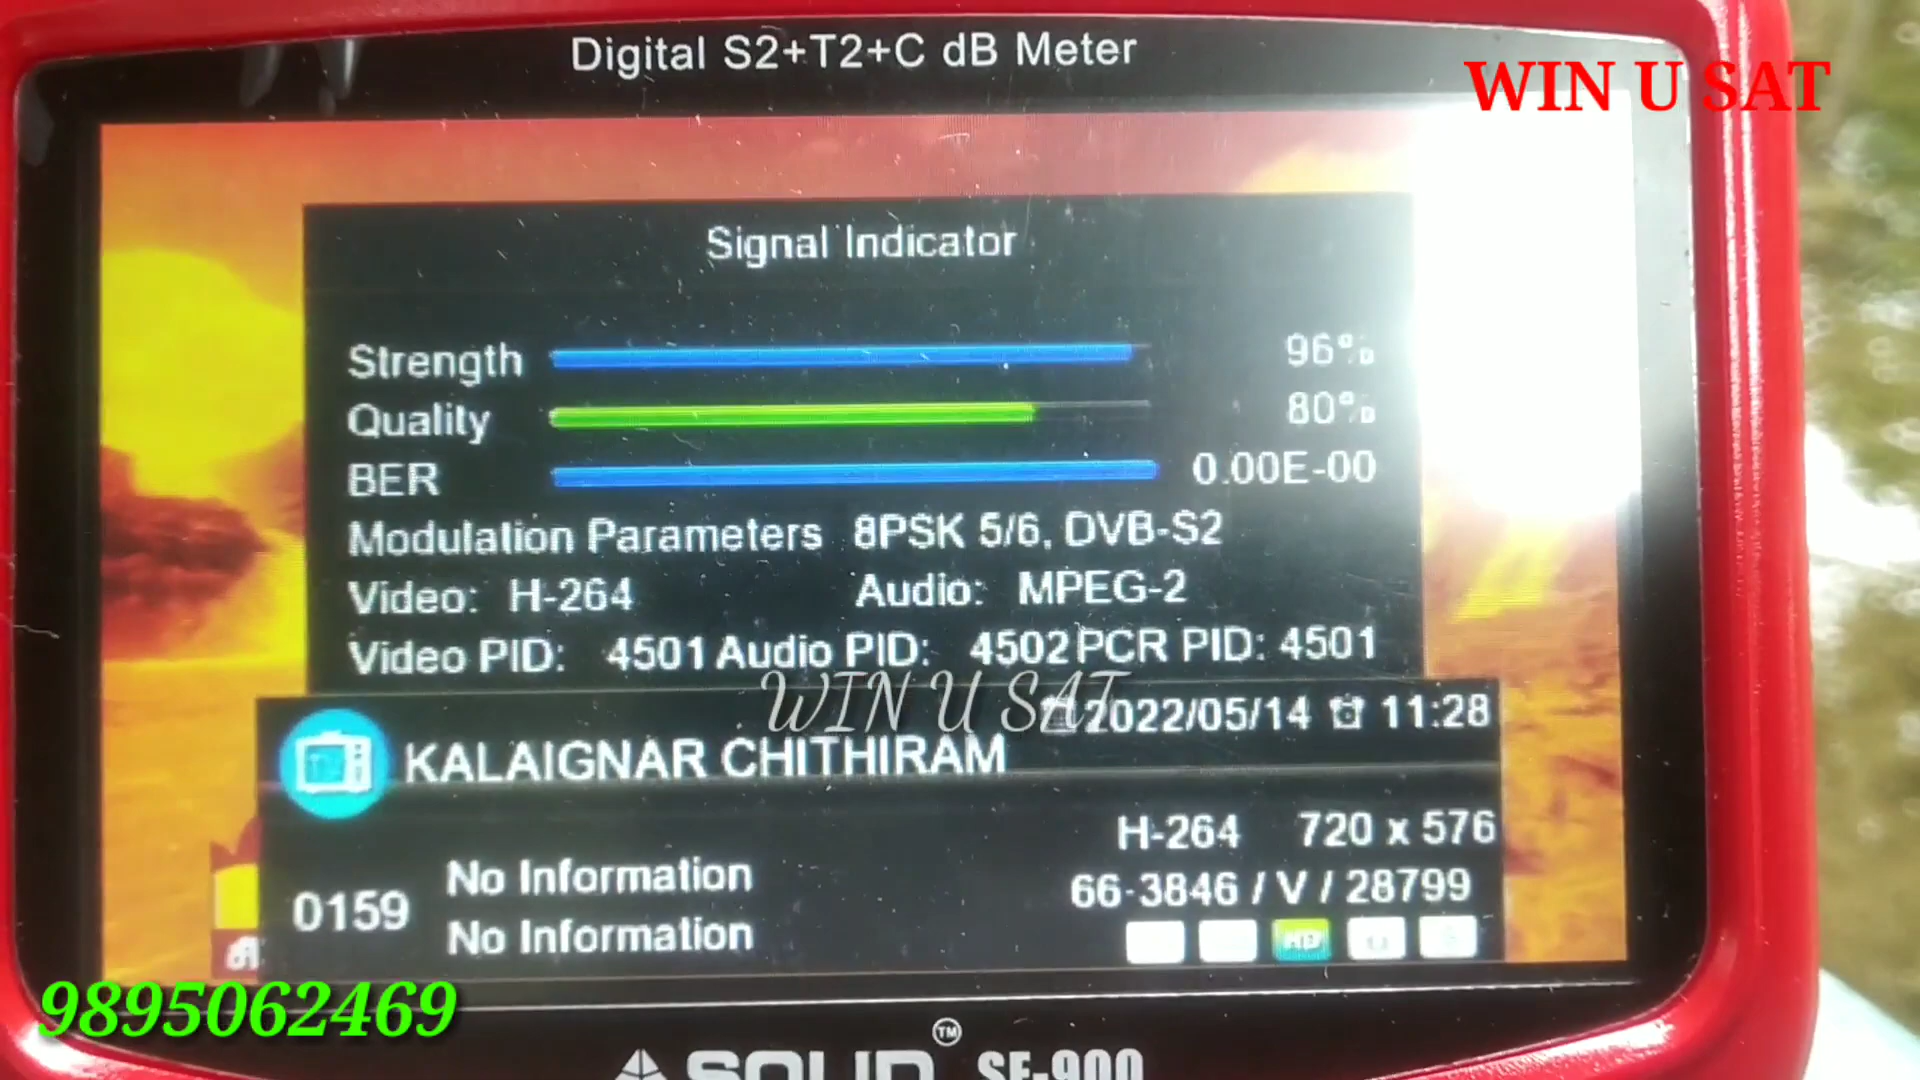 Digital S2+T2+C dB Meter
WIN U SAT
Signal Indicator
Strength 96%
Quality 80%
BER 0.00E-00
Modulation Parameters 8PSK 5/6, DVB-S2
Video: H-264 Audio: MPEG-2
Video PID: 4501 Audio PID: 4502 PCR PID: 4501
WIN U SAT
2022/05/14 11:28
KALAIGNAR CHITHIRAM
H-264 720 x 576
No Information
66-3846 / V / 28799
0159
No Information
HD
9895062469
SOLID™ SF-900